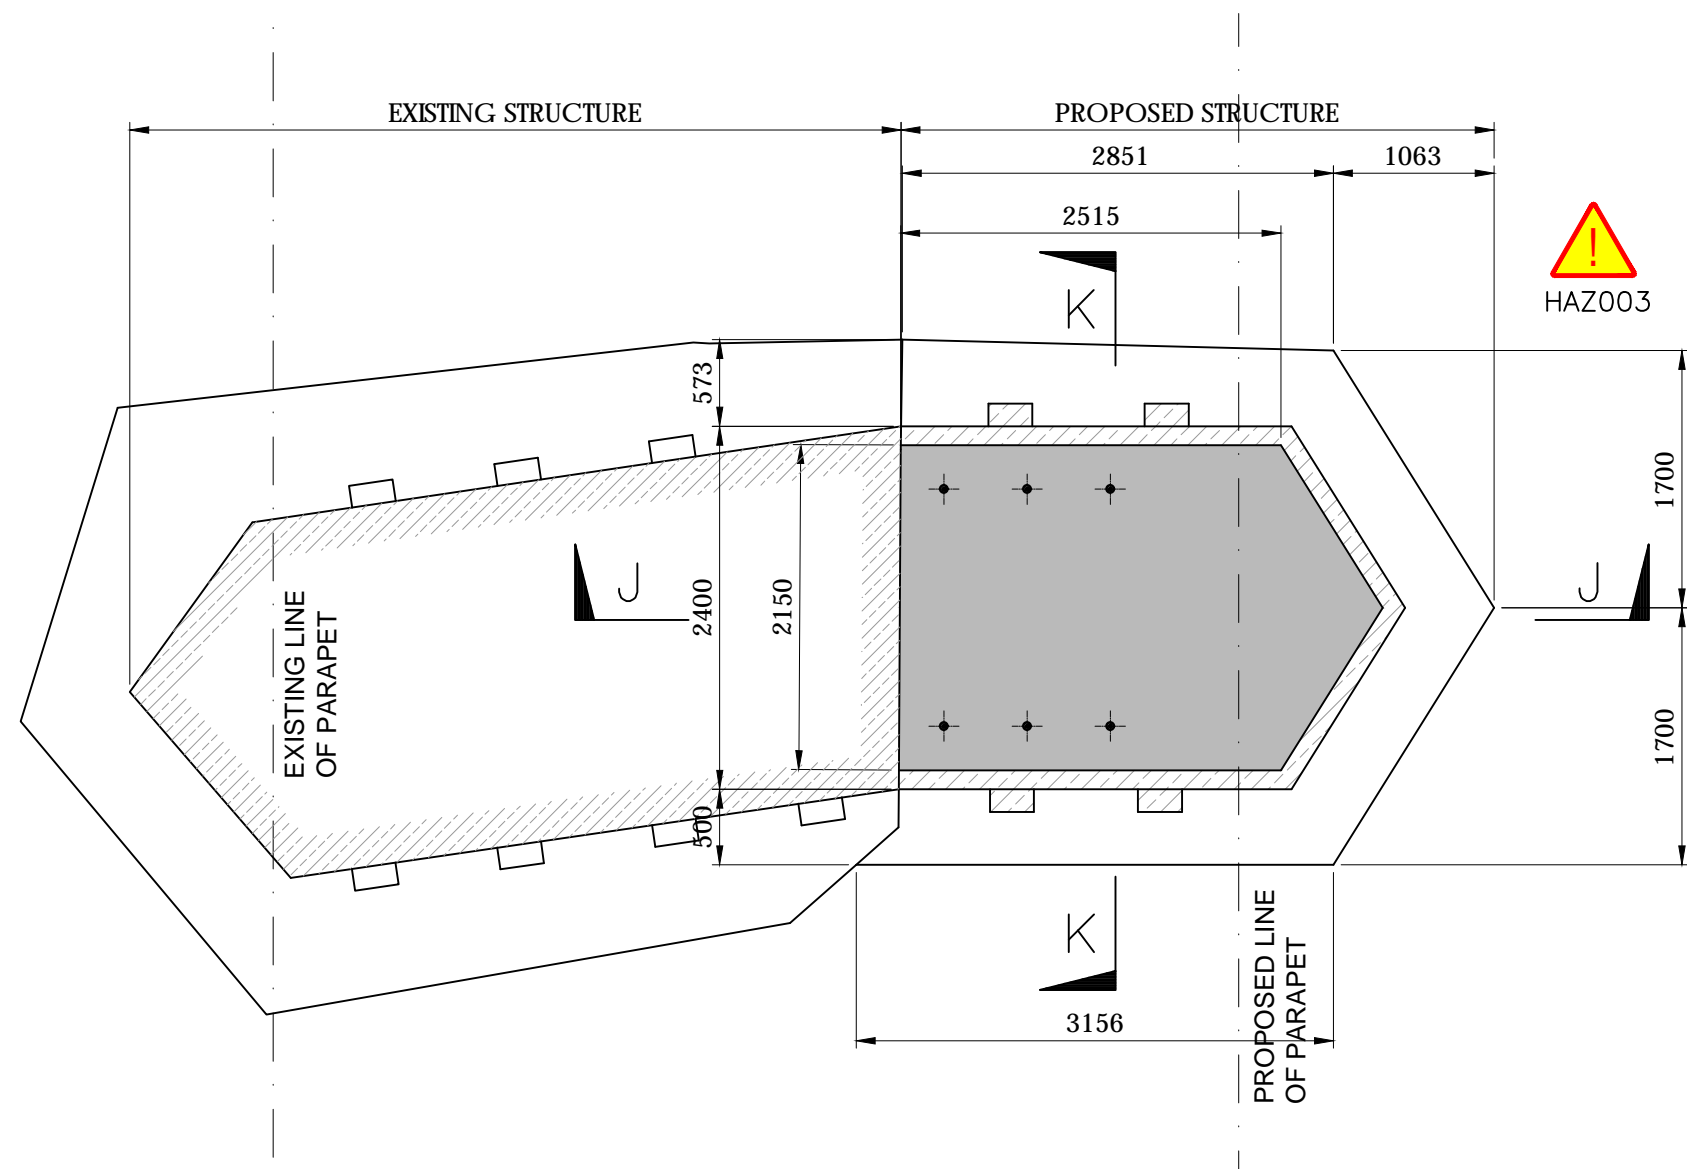 EXISTING STRUCTURE
PROPOSED STRUCTURE
2851
1063
2515
K
!
HAZ003
573
1700
J
J
2400
2150
EXISTING LINE
OF PARAPET
1700
500
K
PROPOSED LINE
OF PARAPET
3156